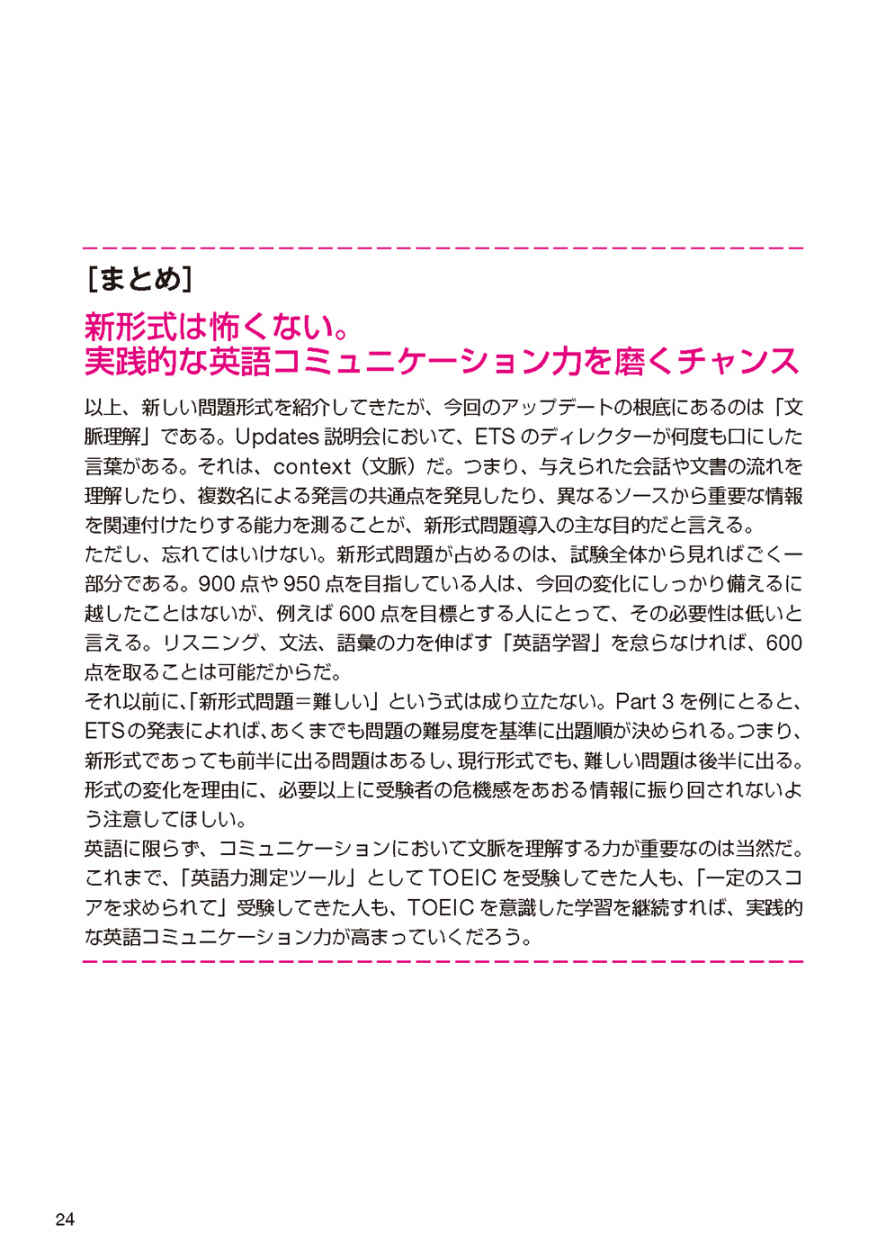 [まとめ]
新形式は怖くない。
実践的な英語コミュニケーション力を磨くチャンス
以上、新しい問題形式を紹介してきたが、今回のアップデートの根底にあるのは「文
脈理解」である。Updates 説明会において、ETS のディレクターが何度も口にした
言葉がある。それは、context（文脈）だ。つまり、与えられた会話や文書の流れを
理解したり、複数名による発言の共通点を発見したり、異なるソースから重要な情報
を関連付けたりする能力を測ることが、新形式問題導入の主な目的だと言える。
ただし、忘れてはいけない。新形式問題が占めるのは、試験全体から見ればごく一
部分である。900 点や 950 点を目指している人は、今回の変化にしっかり備えるに
越したことはないが、例えば 600 点を目標とする人にとって、その必要性は低いと
言える。リスニング、文法、語彙の力を伸ばす「英語学習」を怠らなければ、600
点を取ることは可能だからだ。
それ以前に、「新形式問題＝難しい」という式は成り立たない。Part 3 を例にとると、
ETSの発表によれば、あくまでも問題の難易度を基準に出題順が決められる。つまり、
新形式であっても前半に出る問題はあるし、現行形式でも、難しい問題は後半に出る。
形式の変化を理由に、必要以上に受験者の危機感をあおる情報に振り回されないよ
う注意してほしい。
英語に限らず、コミュニケーションにおいて文脈を理解する力が重要なのは当然だ。
これまで、「英語力測定ツール」として TOEIC を受験してきた人も、「一定のスコ
アを求められて」受験してきた人も、TOEIC を意識した学習を継続すれば、実践的
な英語コミュニケーション力が高まっていくだろう。
24